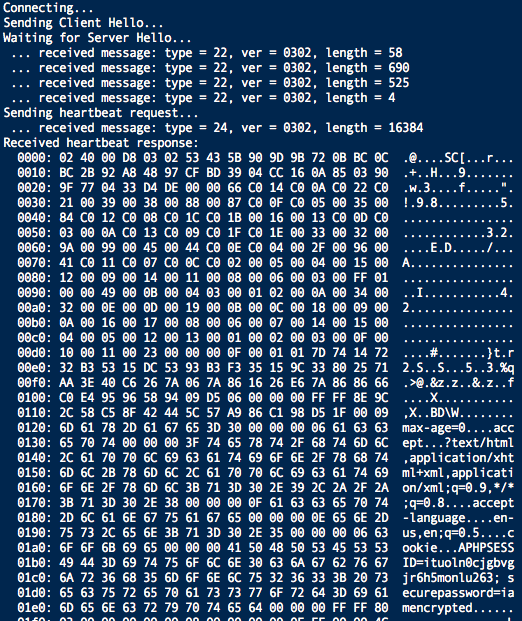 Connecting...
Sending Client Hello...
Waiting for Server Hello...
 ... received message: type = 22, ver = 0302, length = 58
 ... received message: type = 22, ver = 0302, length = 690
 ... received message: type = 22, ver = 0302, length = 525
 ... received message: type = 22, ver = 0302, length = 4
Sending heartbeat request...
 ... received message: type = 24, ver = 0302, length = 16384
Received heartbeat response:
  0000: 02 40 00 D8 03 02 53 43 5B 90 9D 9B 72 0B BC 0C  .@....SC[...r...
  0010: BC 2B 92 A8 48 97 CF BD 39 04 CC 16 0A 85 03 90  .+..H...9.......
  0020: 9F 77 04 33 D4 DE 00 00 66 C0 14 C0 0A C0 22 C0  .w.3....f.....".
  0030: 21 00 39 00 38 00 88 00 87 C0 0F C0 05 00 35 00  !.9.8.........5.
  0040: 84 C0 12 C0 08 C0 1C C0 1B 00 16 00 13 C0 0D C0  ................
  0050: 03 00 0A C0 13 C0 09 C0 1F C0 1E 00 33 00 32 00  ............3.2.
  0060: 9A 00 99 00 45 00 44 C0 0E C0 04 00 2F 00 96 00  ....E.D...../...
  0070: 41 C0 11 C0 07 C0 0C C0 02 00 05 00 04 00 15 00  A...............
  0080: 12 00 09 00 14 00 11 00 08 00 06 00 03 00 FF 01  ................
  0090: 00 00 49 00 0B 00 04 03 00 01 02 00 0A 00 34 00  ..I...........4.
  00a0: 32 00 0E 00 0D 00 19 00 0B 00 0C 00 18 00 09 00  2...............
  00b0: 0A 00 16 00 17 00 08 00 06 00 07 00 14 00 15 00  ................
  00c0: 04 00 05 00 12 00 13 00 01 00 02 00 03 00 0F 00  ................
  00d0: 10 00 11 00 23 00 00 00 0F 00 01 01 7D 74 14 72  ....#.......}t.r
  00e0: 32 B3 53 15 DC 53 93 B3 F3 35 15 9C 33 80 25 71  2.S..S...5..3.%q
  00f0: AA 3E 40 C6 26 7A 06 7A 86 16 26 E6 7A 86 86 66  .>@.&z.z..&.z..f
  0100: C0 E4 95 96 58 94 09 D5 06 00 00 00 FF FF 8E 9C  ....X...........
  0110: 2C 58 C5 8F 42 44 5C 57 A9 86 C1 98 D5 1F 00 09  ,X..BD\W........
  0120: 6D 61 78 2D 61 67 65 3D 30 00 00 00 06 61 63 63  max-age=0....acc
  0130: 65 70 74 00 00 00 3F 74 65 78 74 2F 68 74 6D 6C  ept...?text/html
  0140: 2C 61 70 70 6C 69 63 61 74 69 6F 6E 2F 78 68 74  ,application/xht
  0150: 6D 6C 2B 78 6D 6C 2C 61 70 70 6C 69 63 61 74 69  ml+xml,applicati
  0160: 6F 6E 2F 78 6D 6C 3B 71 3D 30 2E 39 2C 2A 2F 2A  on/xml;q=0.9,*/*
  0170: 3B 71 3D 30 2E 38 00 00 00 0F 61 63 63 65 70 74  ;q=0.8....accept
  0180: 2D 6C 61 6E 67 75 61 67 65 00 00 00 0E 65 6E 2D  -language....en-
  0190: 75 73 2C 65 6E 3B 71 3D 30 2E 35 00 00 00 06 63  us,en;q=0.5....c
  01a0: 6F 6F 6B 69 65 00 00 00 41 50 48 50 53 45 53 53  ookie...APHPSESS
  01b0: 49 44 3D 69 74 75 6F 6C 6E 30 63 6A 67 62 76 67  ID=ituoln0cjgbvg
  01c0: 6A 72 36 68 35 6D 6F 6E 6C 75 32 36 33 3B 20 73  jr6h5monlu263; s
  01d0: 65 63 75 72 65 70 61 73 73 77 6F 72 64 3D 69 61  ecurepassword=ia
  01e0: 6D 65 6E 63 72 79 70 74 65 64 00 00 00 FF FF 80  mencrypted......